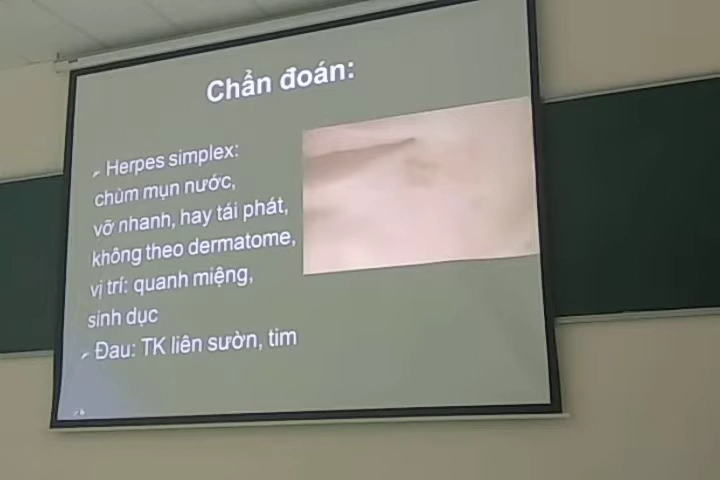 Chẩn đoán:
Herpes simplex:
chùm mụn nước,
vỡ nhanh, hay tái phát,
không theo dermatome,
vị trí: quanh miệng,
sinh dục
Đau: TK liên sườn, tim